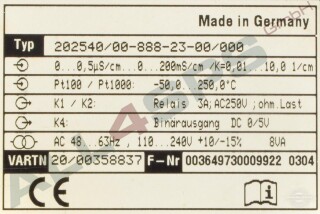 Made in Germany
Typ 202540/00-888-23-00/000
0...0,5µS/cm...0...200mS/cm /K=0,01...10,0 1/cm
Pt100 / Pt1000: -50,0...250,0°C
K1 / K2: Relais 3A;AC250V ;ohm.Last
K4: Binärausgang DC 0/5V
AC 48...63Hz, 110...240V +10/-15% 8VA
VARTN 20/00358837 F-Nr 003649730009922 0304
CE
i
ALL4SPS GmbH